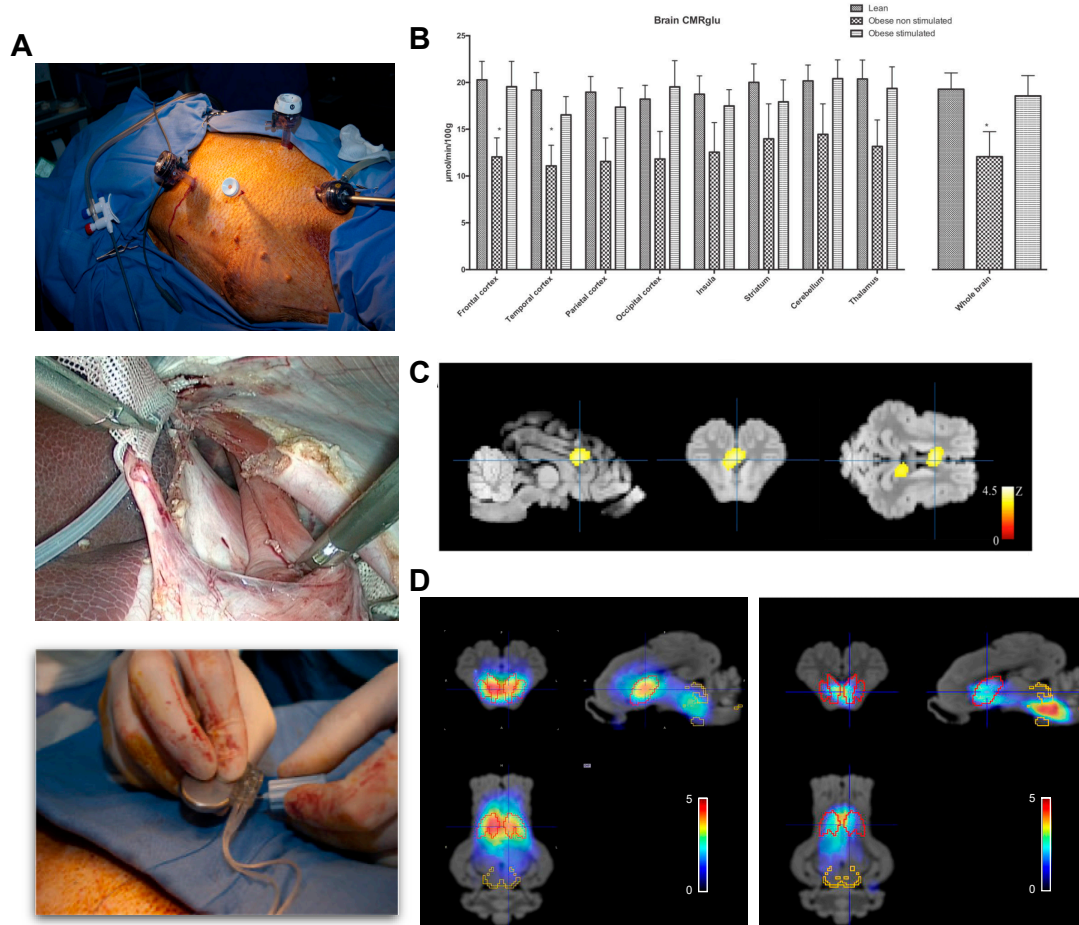 A
B
Brain CMRglu
Lean
Obese non stimulated
Obese stimulated
µmol/min/100g
25
20
15
10
5
0
*
*
*
Frontal cortex
Temporal cortex
Parietal cortex
Occipital cortex
Insula
Striatum
Cerebellum
Thalamus
Whole brain
C
4.5 Z
0
D
5
0
5
0